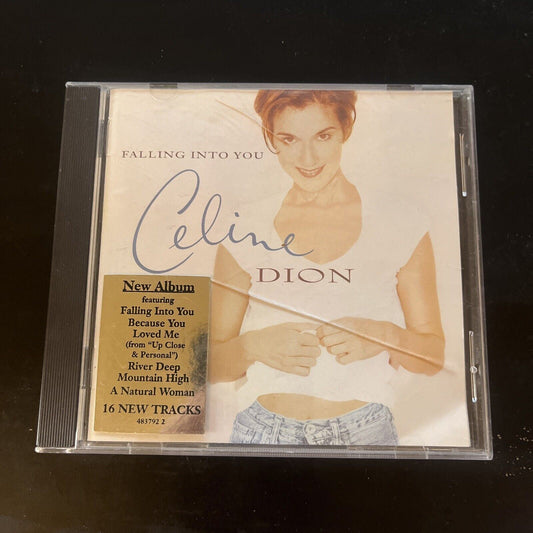 FALLING INTO YOU
Celine
DION
New Album
featuring
Falling Into You
Because You
Loved Me
(from "Up Close
& Personal")
River Deep
Mountain High
A Natural Woman
16 NEW TRACKS
483792 2